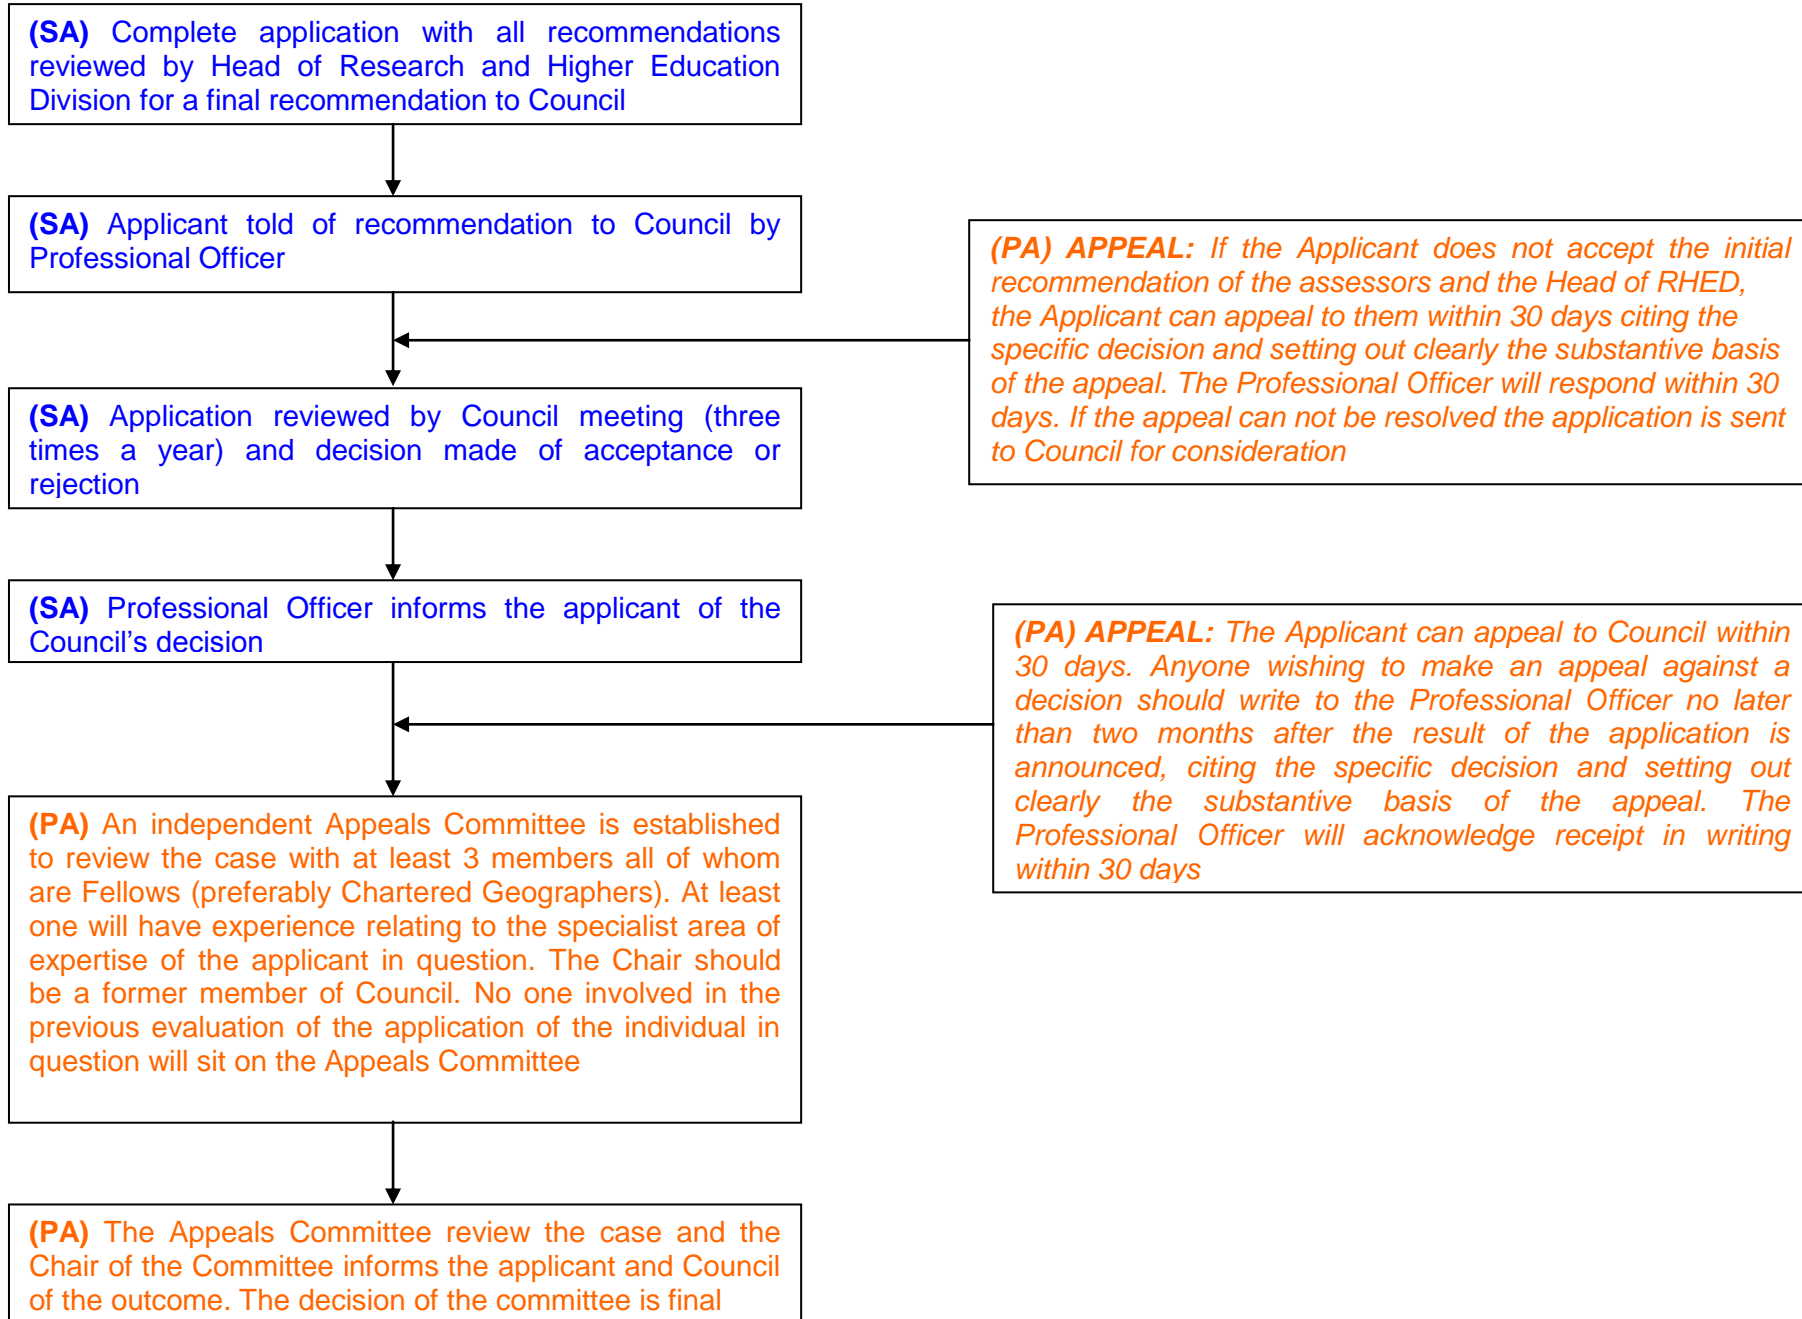 (SA) Complete application with all recommendations
reviewed by Head of Research and Higher Education
Division for a final recommendation to Council
(SA) Applicant told of recommendation to Council by
Professional Officer
(PA) APPEAL: If the Applicant does not accept the initial
recommendation of the assessors and the Head of RHED,
the Applicant can appeal to them within 30 days citing the
specific decision and setting out clearly the substantive basis
of the appeal. The Professional Officer will respond within 30
days. If the appeal can not be resolved the application is sent
to Council for consideration
(SA) Application reviewed by Council meeting (three
times a year) and decision made of acceptance or
rejection
(SA) Professional Officer informs the applicant of the
Council’s decision
(PA) APPEAL: The Applicant can appeal to Council within
30 days. Anyone wishing to make an appeal against a
decision should write to the Professional Officer no later
than two months after the result of the application is
announced, citing the specific decision and setting out
clearly the substantive basis of the appeal. The
Professional Officer will acknowledge receipt in writing
within 30 days
(PA) An independent Appeals Committee is established
to review the case with at least 3 members all of whom
are Fellows (preferably Chartered Geographers). At least
one will have experience relating to the specialist area of
expertise of the applicant in question. The Chair should
be a former member of Council. No one involved in the
previous evaluation of the application of the individual in
question will sit on the Appeals Committee
(PA) The Appeals Committee review the case and the
Chair of the Committee informs the applicant and Council
of the outcome. The decision of the committee is final